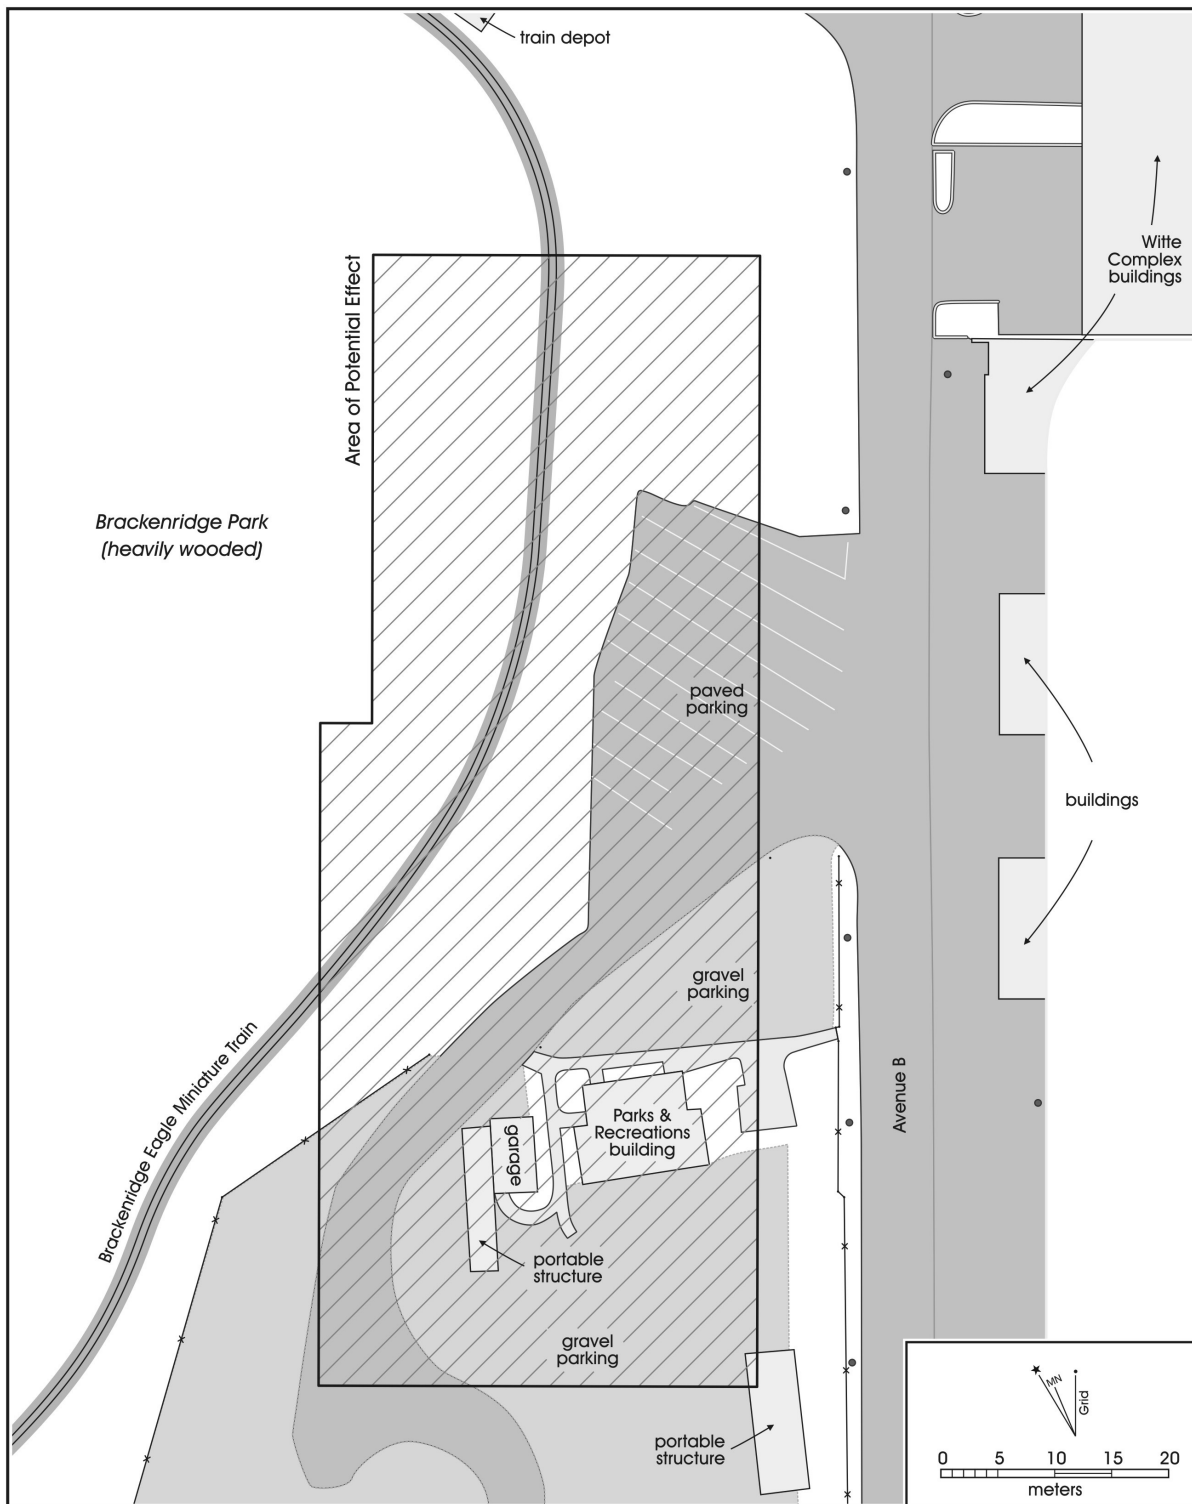 train depot
Witte
Complex
buildings
Area of Potential Effect
Brackenridge Park
(heavily wooded)
paved
parking
buildings
gravel
parking
Brackenridge Eagle Miniature Train
Avenue B
Parks &
Recreations
building
garage
portable
structure
gravel
parking
portable
structure
MN
Grid
0 5 10 15 20
meters